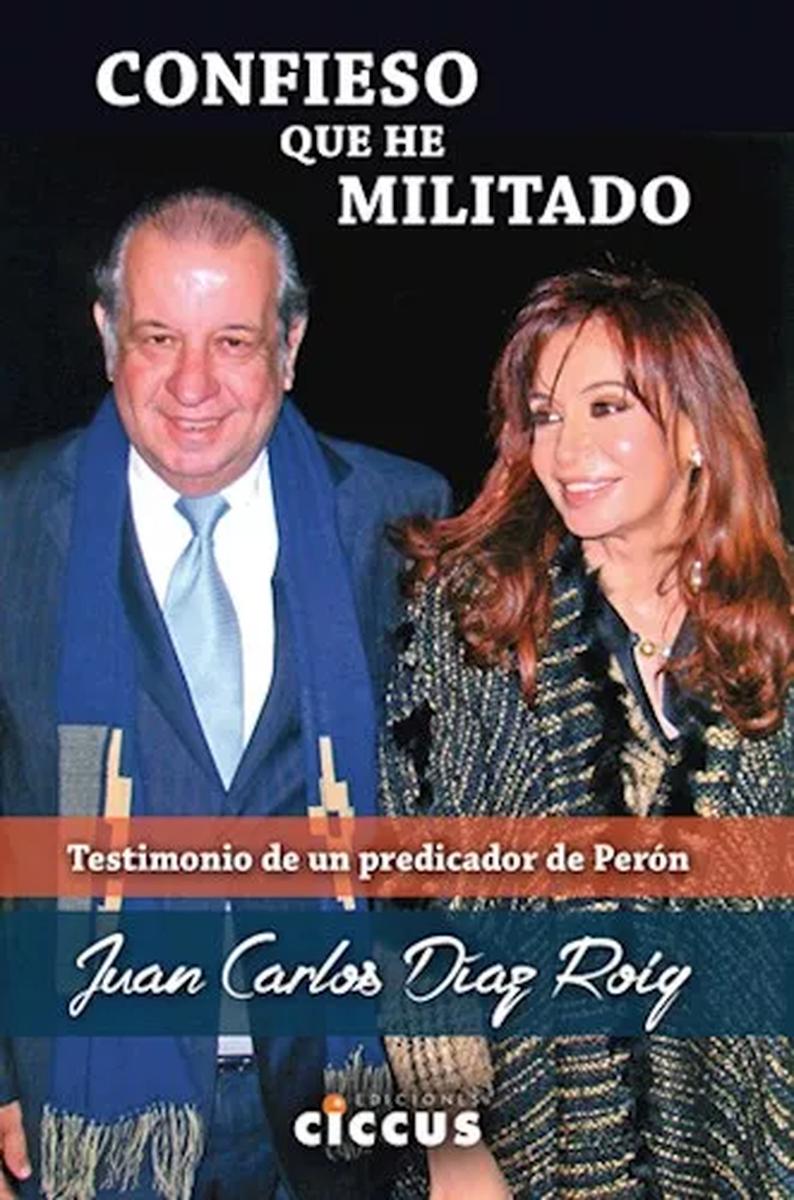 CONFIESO
QUE HE
MILITADO
Testimonio de un predicador de Perón
Juan Carlos Díaz Roig
EDICIONES
ciccus